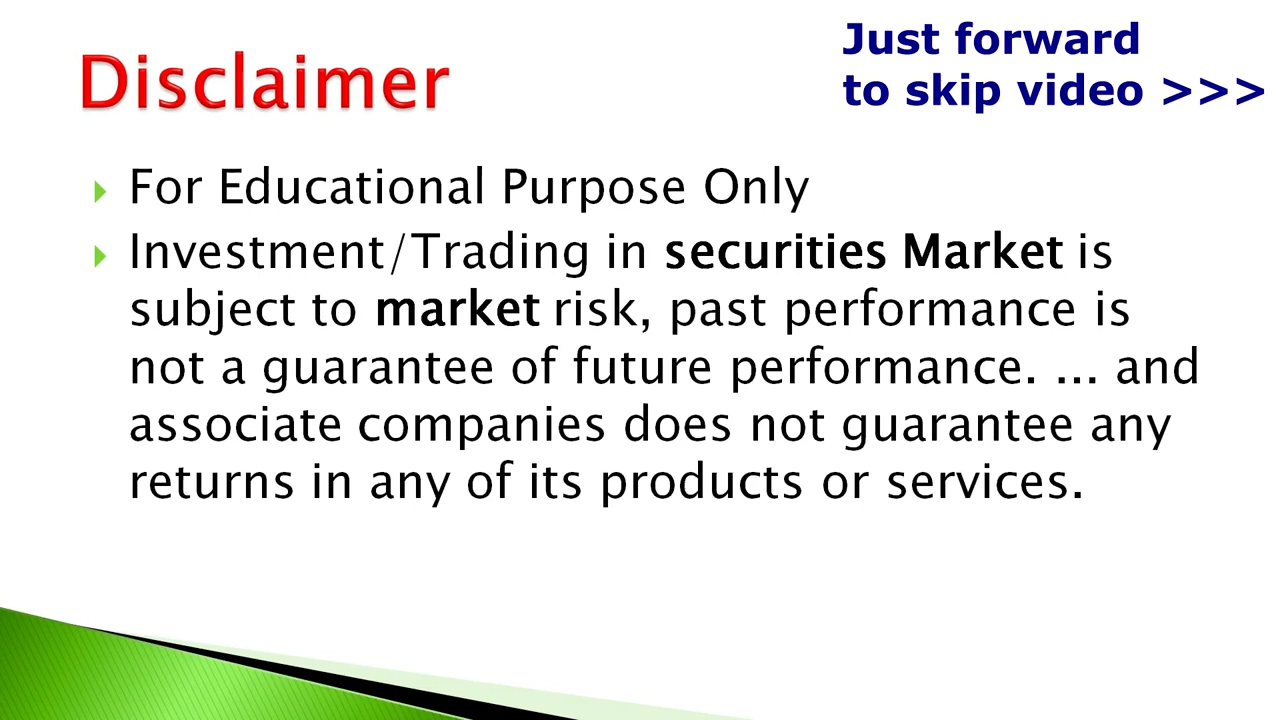 Disclaimer
Just forward
to skip video >>>
For Educational Purpose Only
Investment/Trading in securities Market is
subject to market risk, past performance is
not a guarantee of future performance. ... and
associate companies does not guarantee any
returns in any of its products or services.